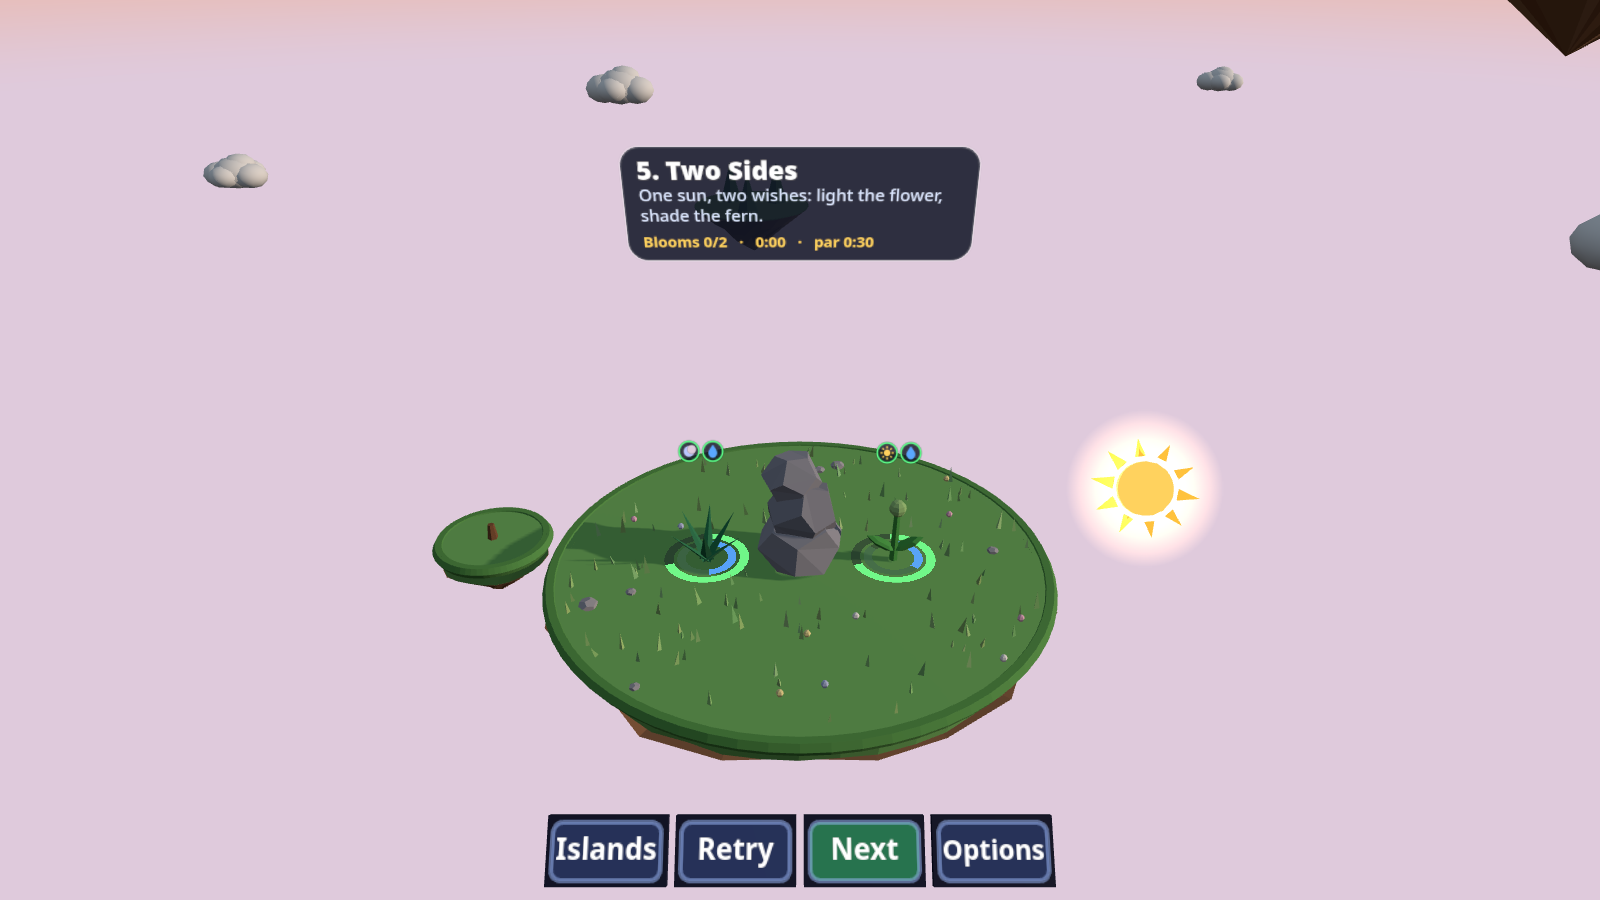 5. Two Sides
One sun, two wishes: light the flower,
shade the fern.
Blooms 0/2 · 0:00 · par 0:30
Islands
Retry
Next
Options